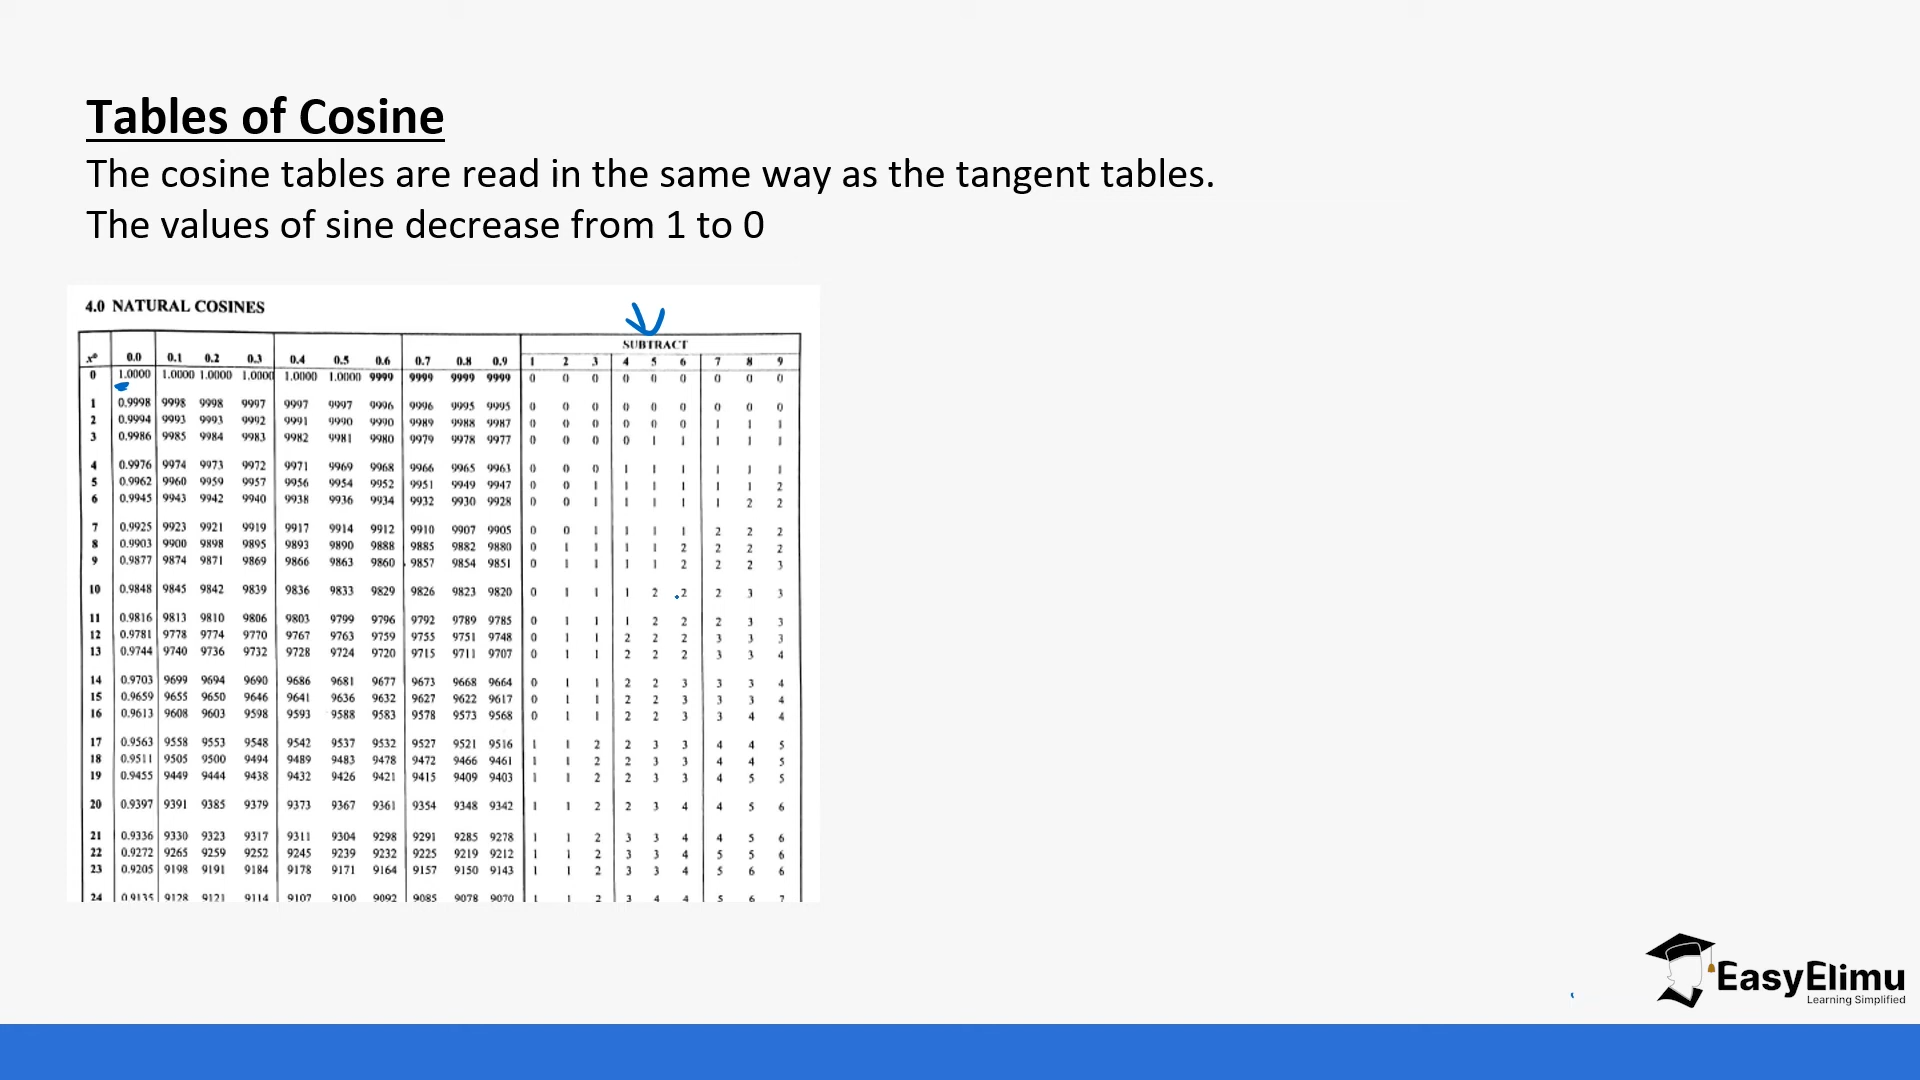 Tables of Cosine
The cosine tables are read in the same way as the tangent tables.
The values of sine decrease from 1 to 0
4.0 NATURAL COSINES
SUBTRACT
x° 0.0 0.1 0.2 0.3 0.4 0.5 0.6 0.7 0.8 0.9 1 2 3 4 5 6 7 8 9
0 1.0000 1.0000 1.0000 1.0000 1.0000 1.0000 9999 9999 9999 9999 0 0 0 0 0 0 0 0 0
1 0.9998 9998 9998 9997 9997 9997 9996 9996 9995 9995 0 0 0 0 0 0 0 0 0
2 0.9994 9993 9993 9992 9991 9990 9990 9989 9988 9987 0 0 0 0 0 0 1 1 1
3 0.9986 9985 9984 9983 9982 9981 9980 9979 9978 9977 0 0 0 0 1 1 1 1 1
4 0.9976 9974 9973 9972 9971 9969 9968 9966 9965 9963 0 0 0 1 1 1 1 1 1
5 0.9962 9960 9959 9957 9956 9954 9952 9951 9949 9947 0 0 1 1 1 1 1 1 2
6 0.9945 9943 9942 9940 9938 9936 9934 9932 9930 9928 0 0 1 1 1 1 1 2 2
7 0.9925 9923 9921 9919 9917 9914 9912 9910 9907 9905 0 0 1 1 1 1 2 2 2
8 0.9903 9900 9898 9895 9893 9890 9888 9885 9882 9880 0 1 1 1 1 2 2 2 2
9 0.9877 9874 9871 9869 9866 9863 9860 9857 9854 9851 0 1 1 1 1 2 2 2 3
10 0.9848 9845 9842 9839 9836 9833 9829 9826 9823 9820 0 1 1 1 2 2 2 3 3
11 0.9816 9813 9810 9806 9803 9799 9796 9792 9789 9785 0 1 1 1 2 2 2 3 3
12 0.9781 9778 9774 9770 9767 9763 9759 9755 9751 9748 0 1 1 2 2 2 3 3 3
13 0.9744 9740 9736 9732 9728 9724 9720 9715 9711 9707 0 1 1 2 2 2 3 3 4
14 0.9703 9699 9694 9690 9686 9681 9677 9673 9668 9664 0 1 1 2 2 3 3 3 4
15 0.9659 9655 9650 9646 9641 9636 9632 9627 9622 9617 0 1 1 2 2 3 3 3 4
16 0.9613 9608 9603 9598 9593 9588 9583 9578 9573 9568 0 1 1 2 2 3 3 4 4
17 0.9563 9558 9553 9548 9542 9537 9532 9527 9521 9516 1 1 2 2 3 3 4 4 5
18 0.9511 9505 9500 9494 9489 9483 9478 9472 9466 9461 1 1 2 2 3 3 4 4 5
19 0.9455 9449 9444 9438 9432 9426 9421 9415 9409 9403 1 1 2 2 3 3 4 5 5
20 0.9397 9391 9385 9379 9373 9367 9361 9354 9348 9342 1 1 2 2 3 4 4 5 6
21 0.9336 9330 9323 9317 9311 9304 9298 9291 9285 9278 1 1 2 3 3 4 4 5 6
22 0.9272 9265 9259 9252 9245 9239 9232 9225 9219 9212 1 1 2 3 3 4 5 5 6
23 0.9205 9198 9191 9184 9178 9171 9164 9157 9150 9143 1 1 2 3 3 4 5 6 6
24 0.9135 9128 9121 9114 9107 9100 9092 9085 9078 9070 1 1 2 3 4 4 5 6 7
EasyElimu
Learning Simplified